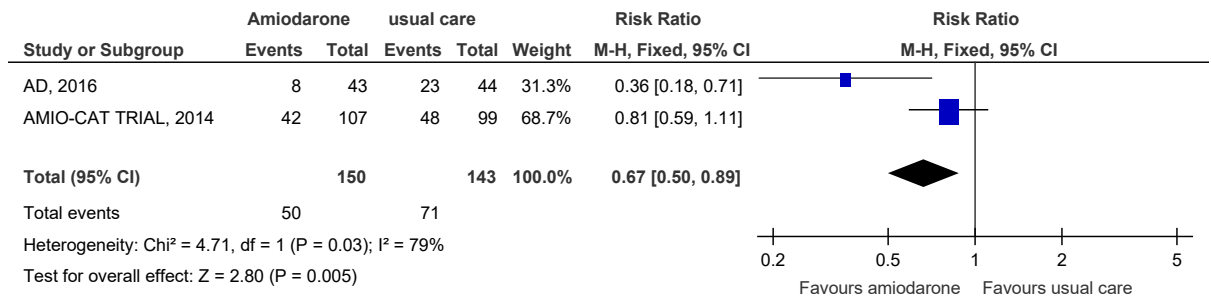 Amiodarone usual care Risk Ratio Risk Ratio
Study or Subgroup Events Total Events Total Weight M-H, Fixed, 95% CI M-H, Fixed, 95% CI
AD, 2016 8 43 23 44 31.3% 0.36 [0.18, 0.71]
AMIO-CAT TRIAL, 2014 42 107 48 99 68.7% 0.81 [0.59, 1.11]
Total (95% CI) 150 143 100.0% 0.67 [0.50, 0.89]
Total events 50 71
Heterogeneity: Chi² = 4.71, df = 1 (P = 0.03); I² = 79%
Test for overall effect: Z = 2.80 (P = 0.005)
0.2 0.5 1 2 5
Favours amiodarone Favours usual care